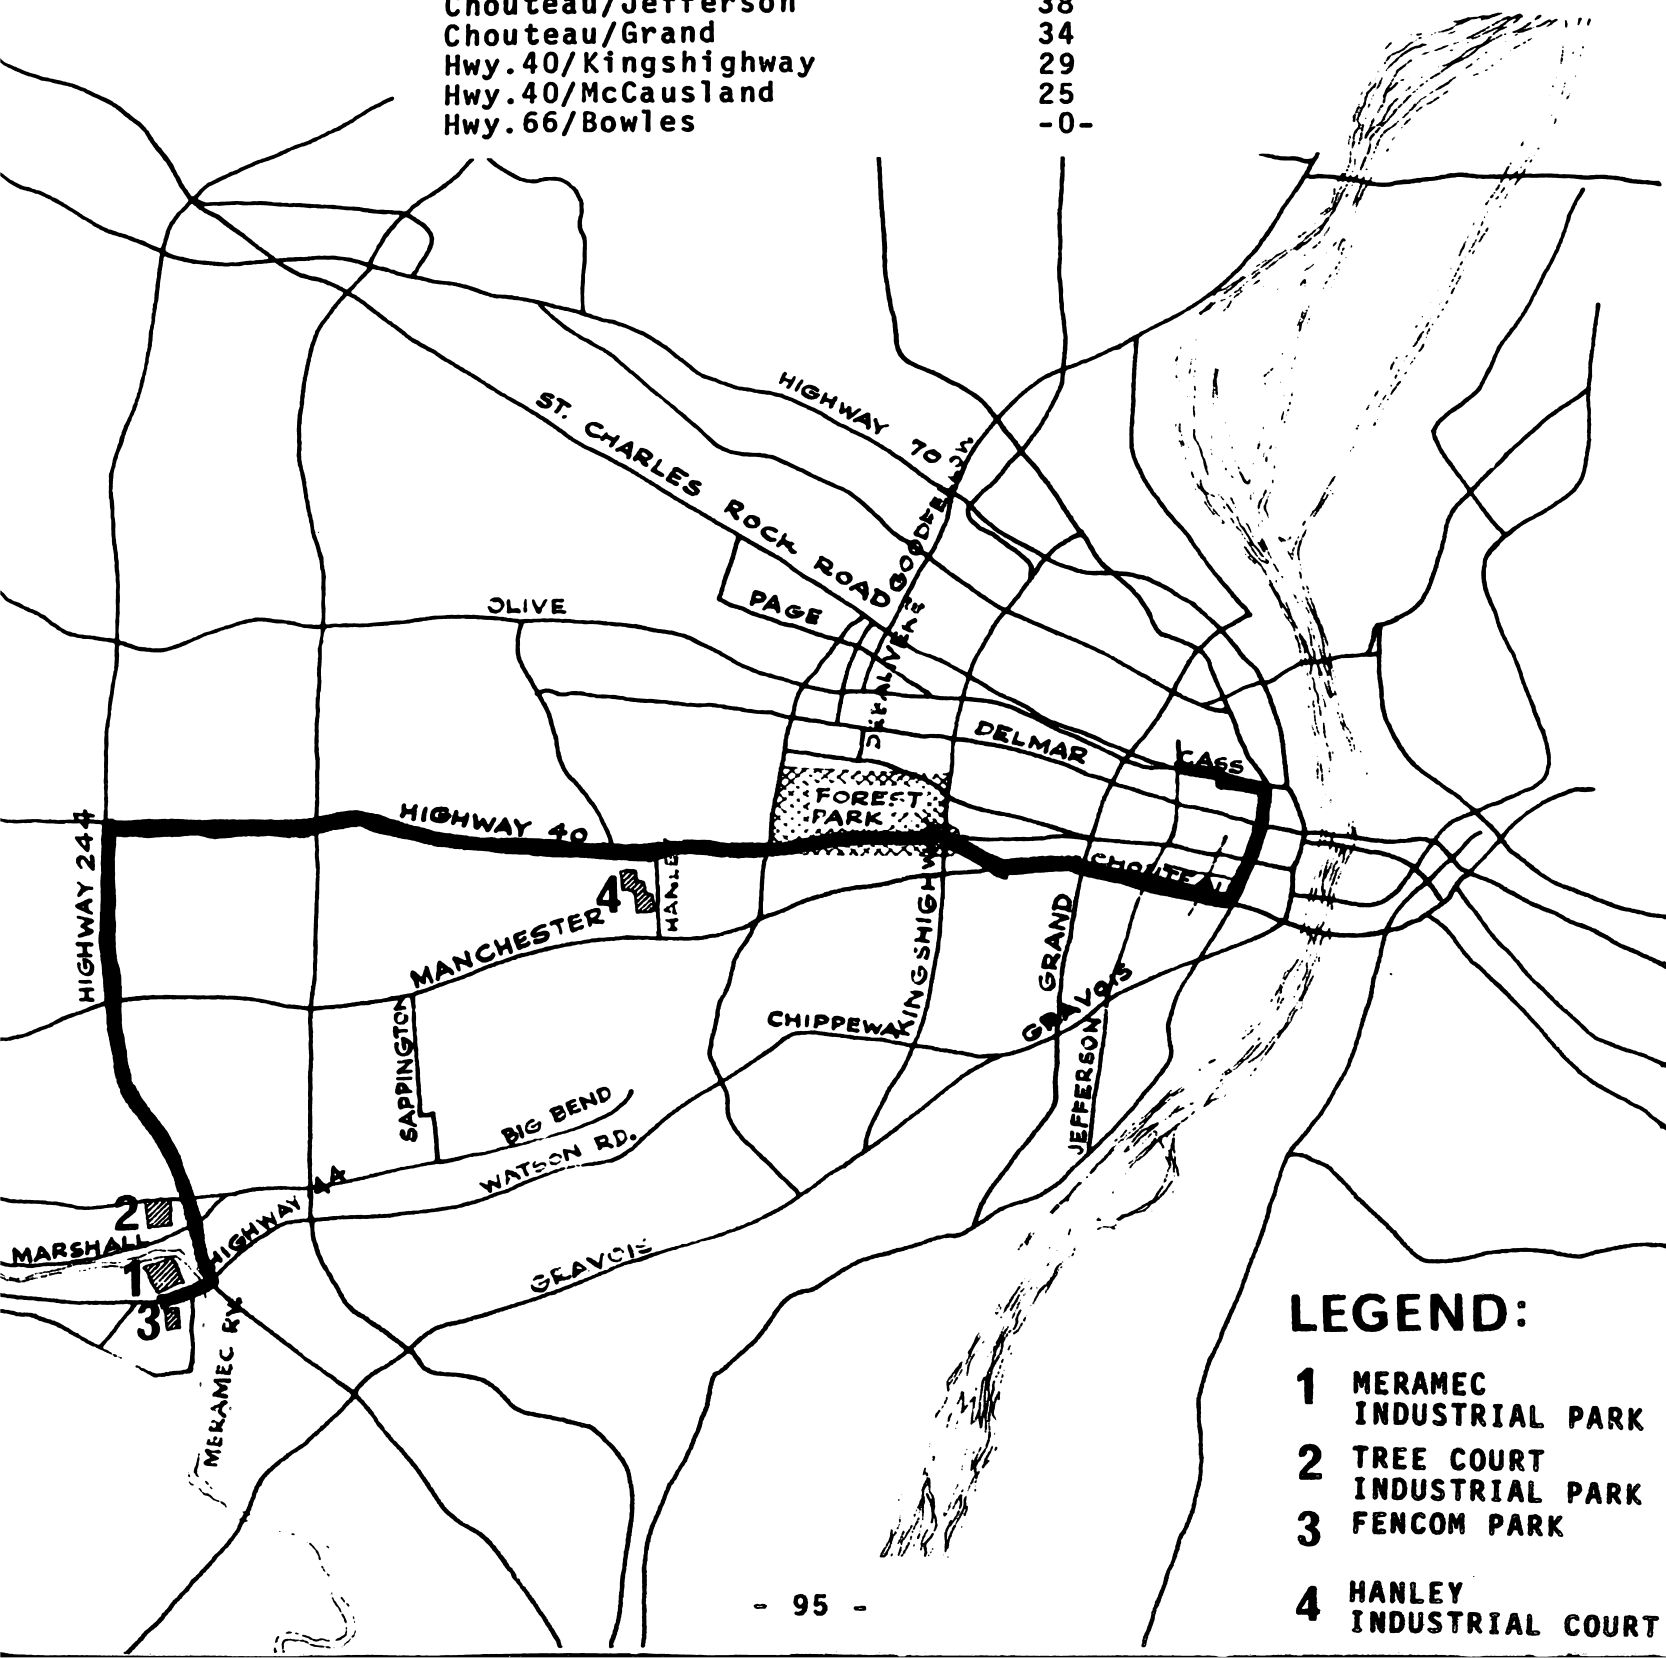 Chouteau/Jefferson 38
Chouteau/Grand 34
Hwy.40/Kingshighway 29
Hwy.40/McCausland 25
Hwy.66/Bowles -0-
HIGHWAY 70
ST. CHARLES ROCK ROAD
GOODFELLOW
PAGE
OLIVE
DELMAR
CASS
FOREST
PARK
HIGHWAY 40
HIGHWAY 244
CHOUTEAU
HANLEY
4
MANCHESTER
KINGSHIGHWAY
GRAND
GRAVOIS
CHIPPEWA
JEFFERSON
SAPPINGTON
BIG BEND
WATSON RD.
HIGHWAY 44
2
MARSHALL
1
3
GRAVOIS
MERAMEC RV.
LEGEND:
1 MERAMEC
INDUSTRIAL PARK
2 TREE COURT
INDUSTRIAL PARK
3 FENCOM PARK
4 HANLEY
INDUSTRIAL COURT
- 95 -